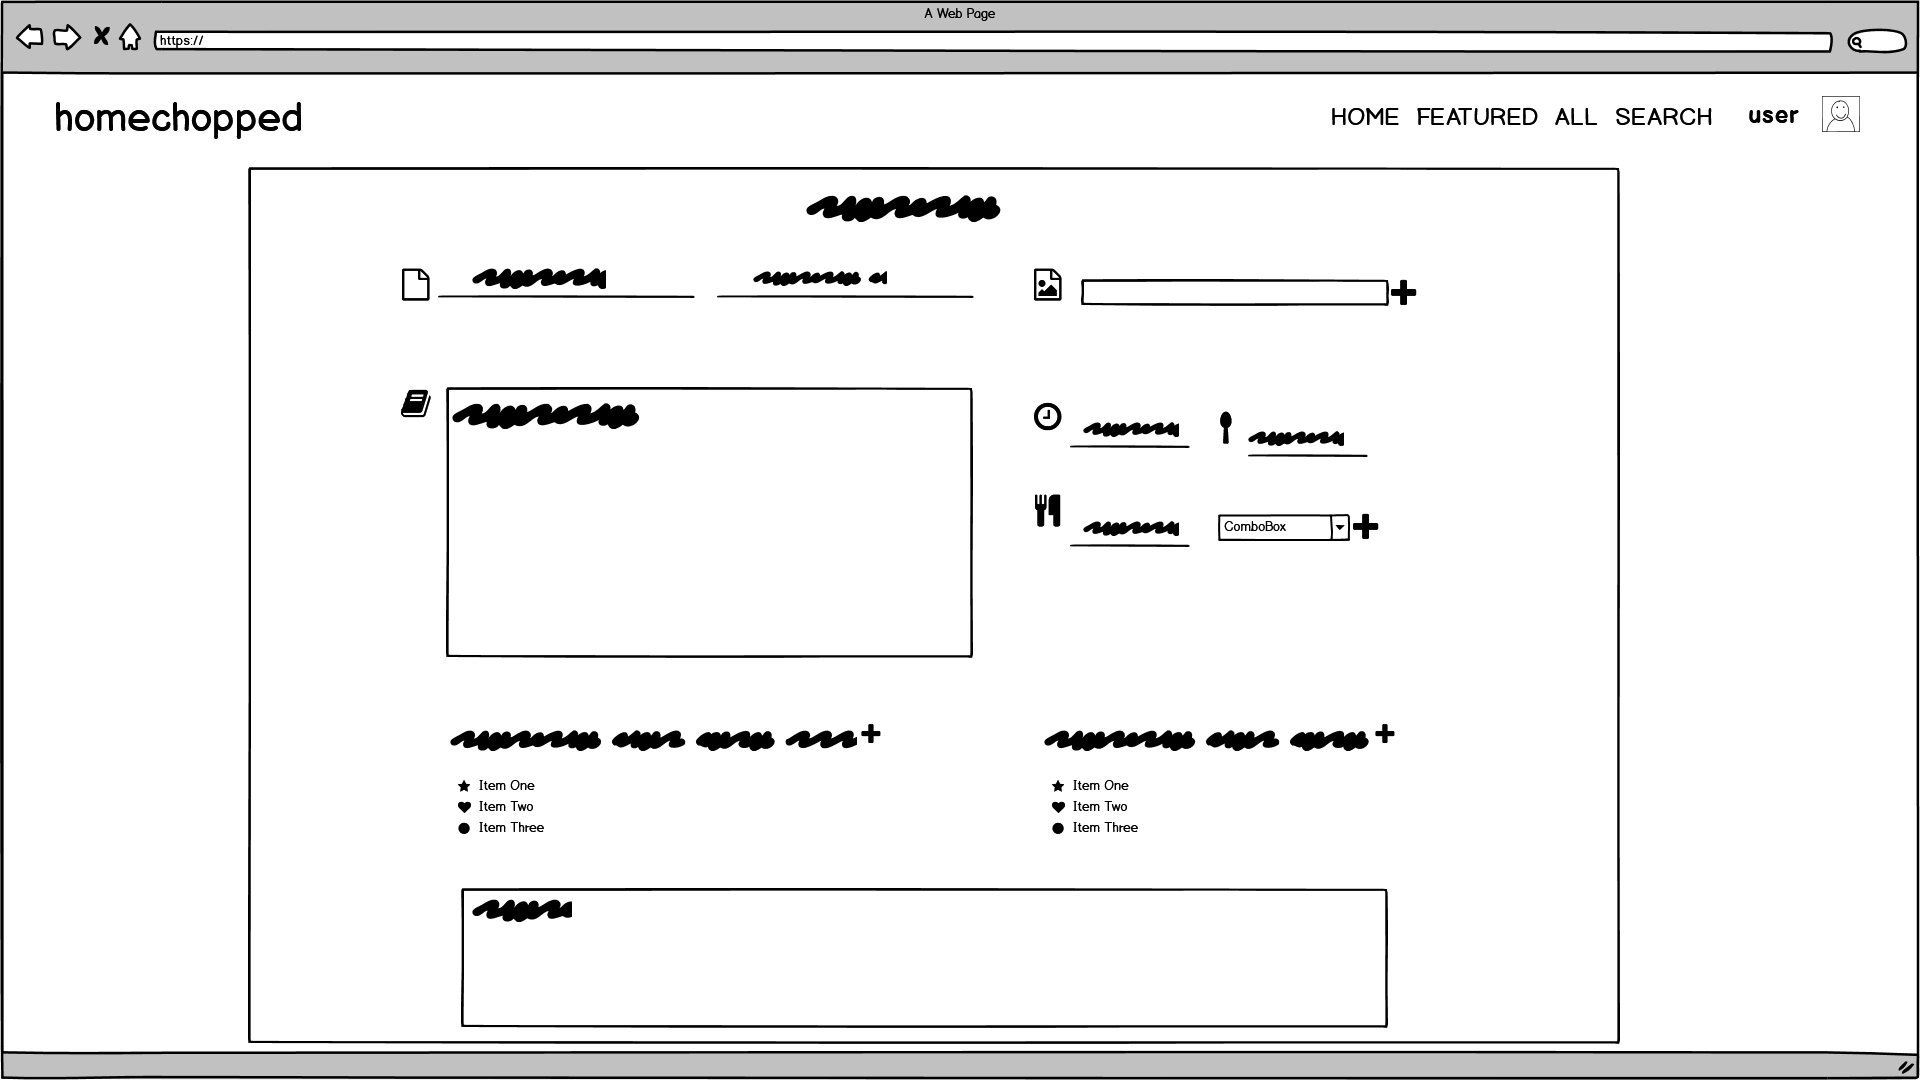 A Web Page
https://
homechopped
HOME FEATURED ALL SEARCH user
ComboBox
Item One
Item Two
Item Three
Item One
Item Two
Item Three